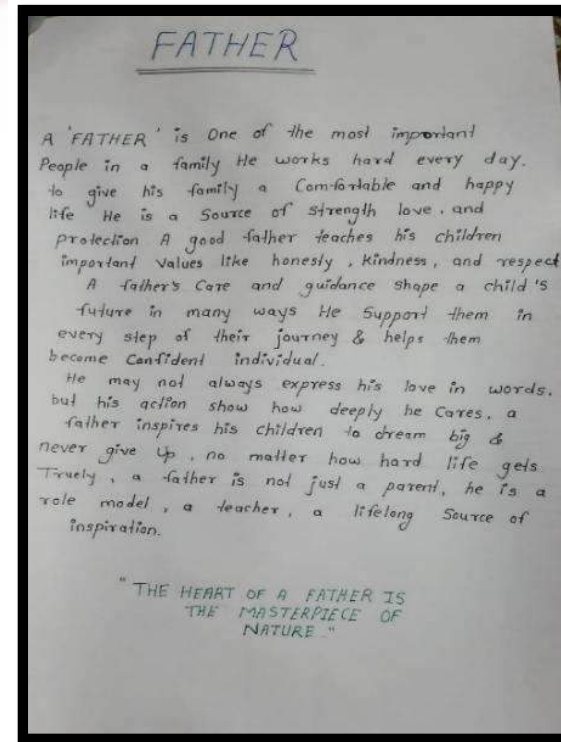 FATHER
A 'FATHER' is One of the most important
People in a family He works hard every day.
to give his family a Comfortable and happy
life He is a Source of strength love, and
protection A good father teaches his children
important values like honesty, kindness, and respect
A father's Care and guidance shape a child's
future in many ways He Support them in
every step of their journey & helps them
become Confident individual.
He may not always express his love in words.
but his action show how deeply he Cares. a
father inspires his children to dream big &
never give up, no matter how hard life gets
Truely, a father is not just a parent, he is a
role model, a teacher, a lifelong Source of
inspiration.
"THE HEART OF A FATHER IS
THE MASTERPIECE OF
NATURE."